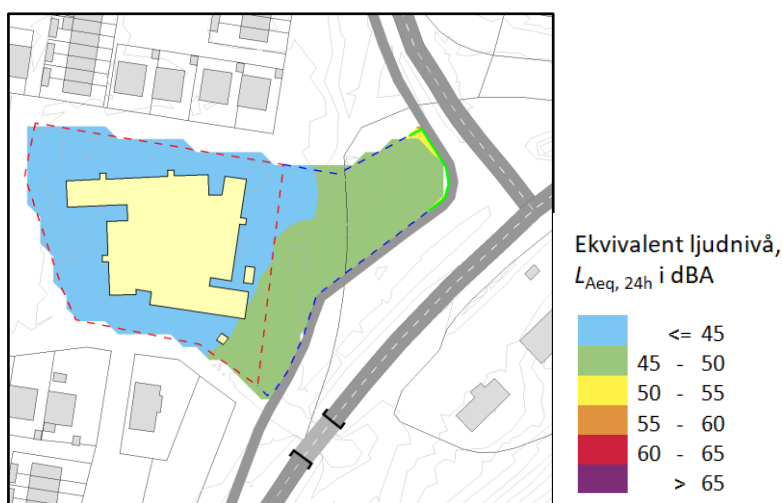 Ekvivalent ljudnivå,
LAeq, 24h i dBA
<= 45
45 - 50
50 - 55
55 - 60
60 - 65
> 65